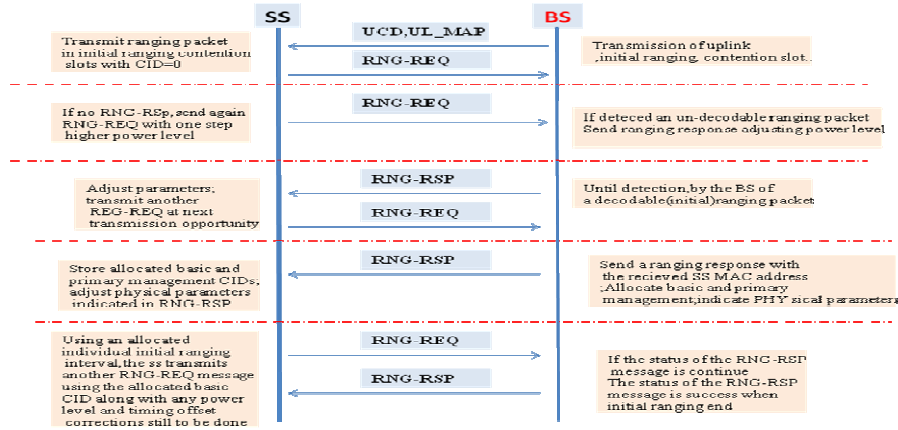 SS
BS
UCD,UL_MAP
Transmit ranging packet
in initial ranging contention
slots with CID=0
Transmission of uplink
,initial ranging, contention slot..
RNG-REQ
RNG-REQ
If no RNG-RSp,send again
RNG-REQ with one step
higher power level
If deteced an un-decodable ranging packet
Send ranging response adjusting power level
RNG-RSP
Adjust parameters;
transmit another
REG-REQ at next
transmission opportunity
Until detection,by the BS of
a decodable(initial)ranging packet
RNG-REQ
RNG-RSP
Store allocated basic and
primary management CIDs;
adjust physical parameters
indicated in RNG-RSP
Send a ranging response with
the recieved SS MAC address
;Allocate basic and primary
management;indicate PHY sical parameters
RNG-REQ
Using an allocated
individual initial ranging
interval,the ss transmits
another RNG-REQ message
using the allocated basic
CID along with any power
level and timing offset
corrections still to be done
RNG-RSP
If the status of the RNG-RSP
message is continue
The status of the RNG-RSP
message is success when
initial ranging end